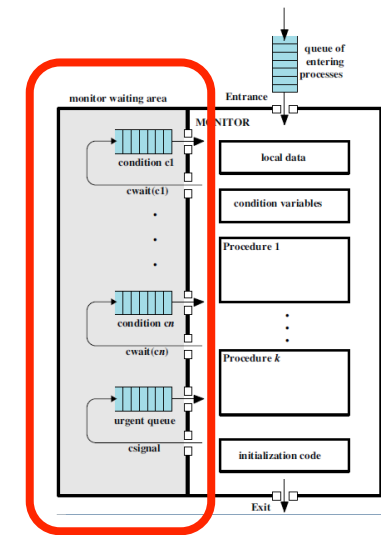 queue of
entering
processes
Entrance
monitor waiting area
MONITOR
condition c1
cwait(c1)
local data
condition variables
Procedure 1
condition cn
cwait(cn)
Procedure k
urgent queue
csignal
initialization code
Exit